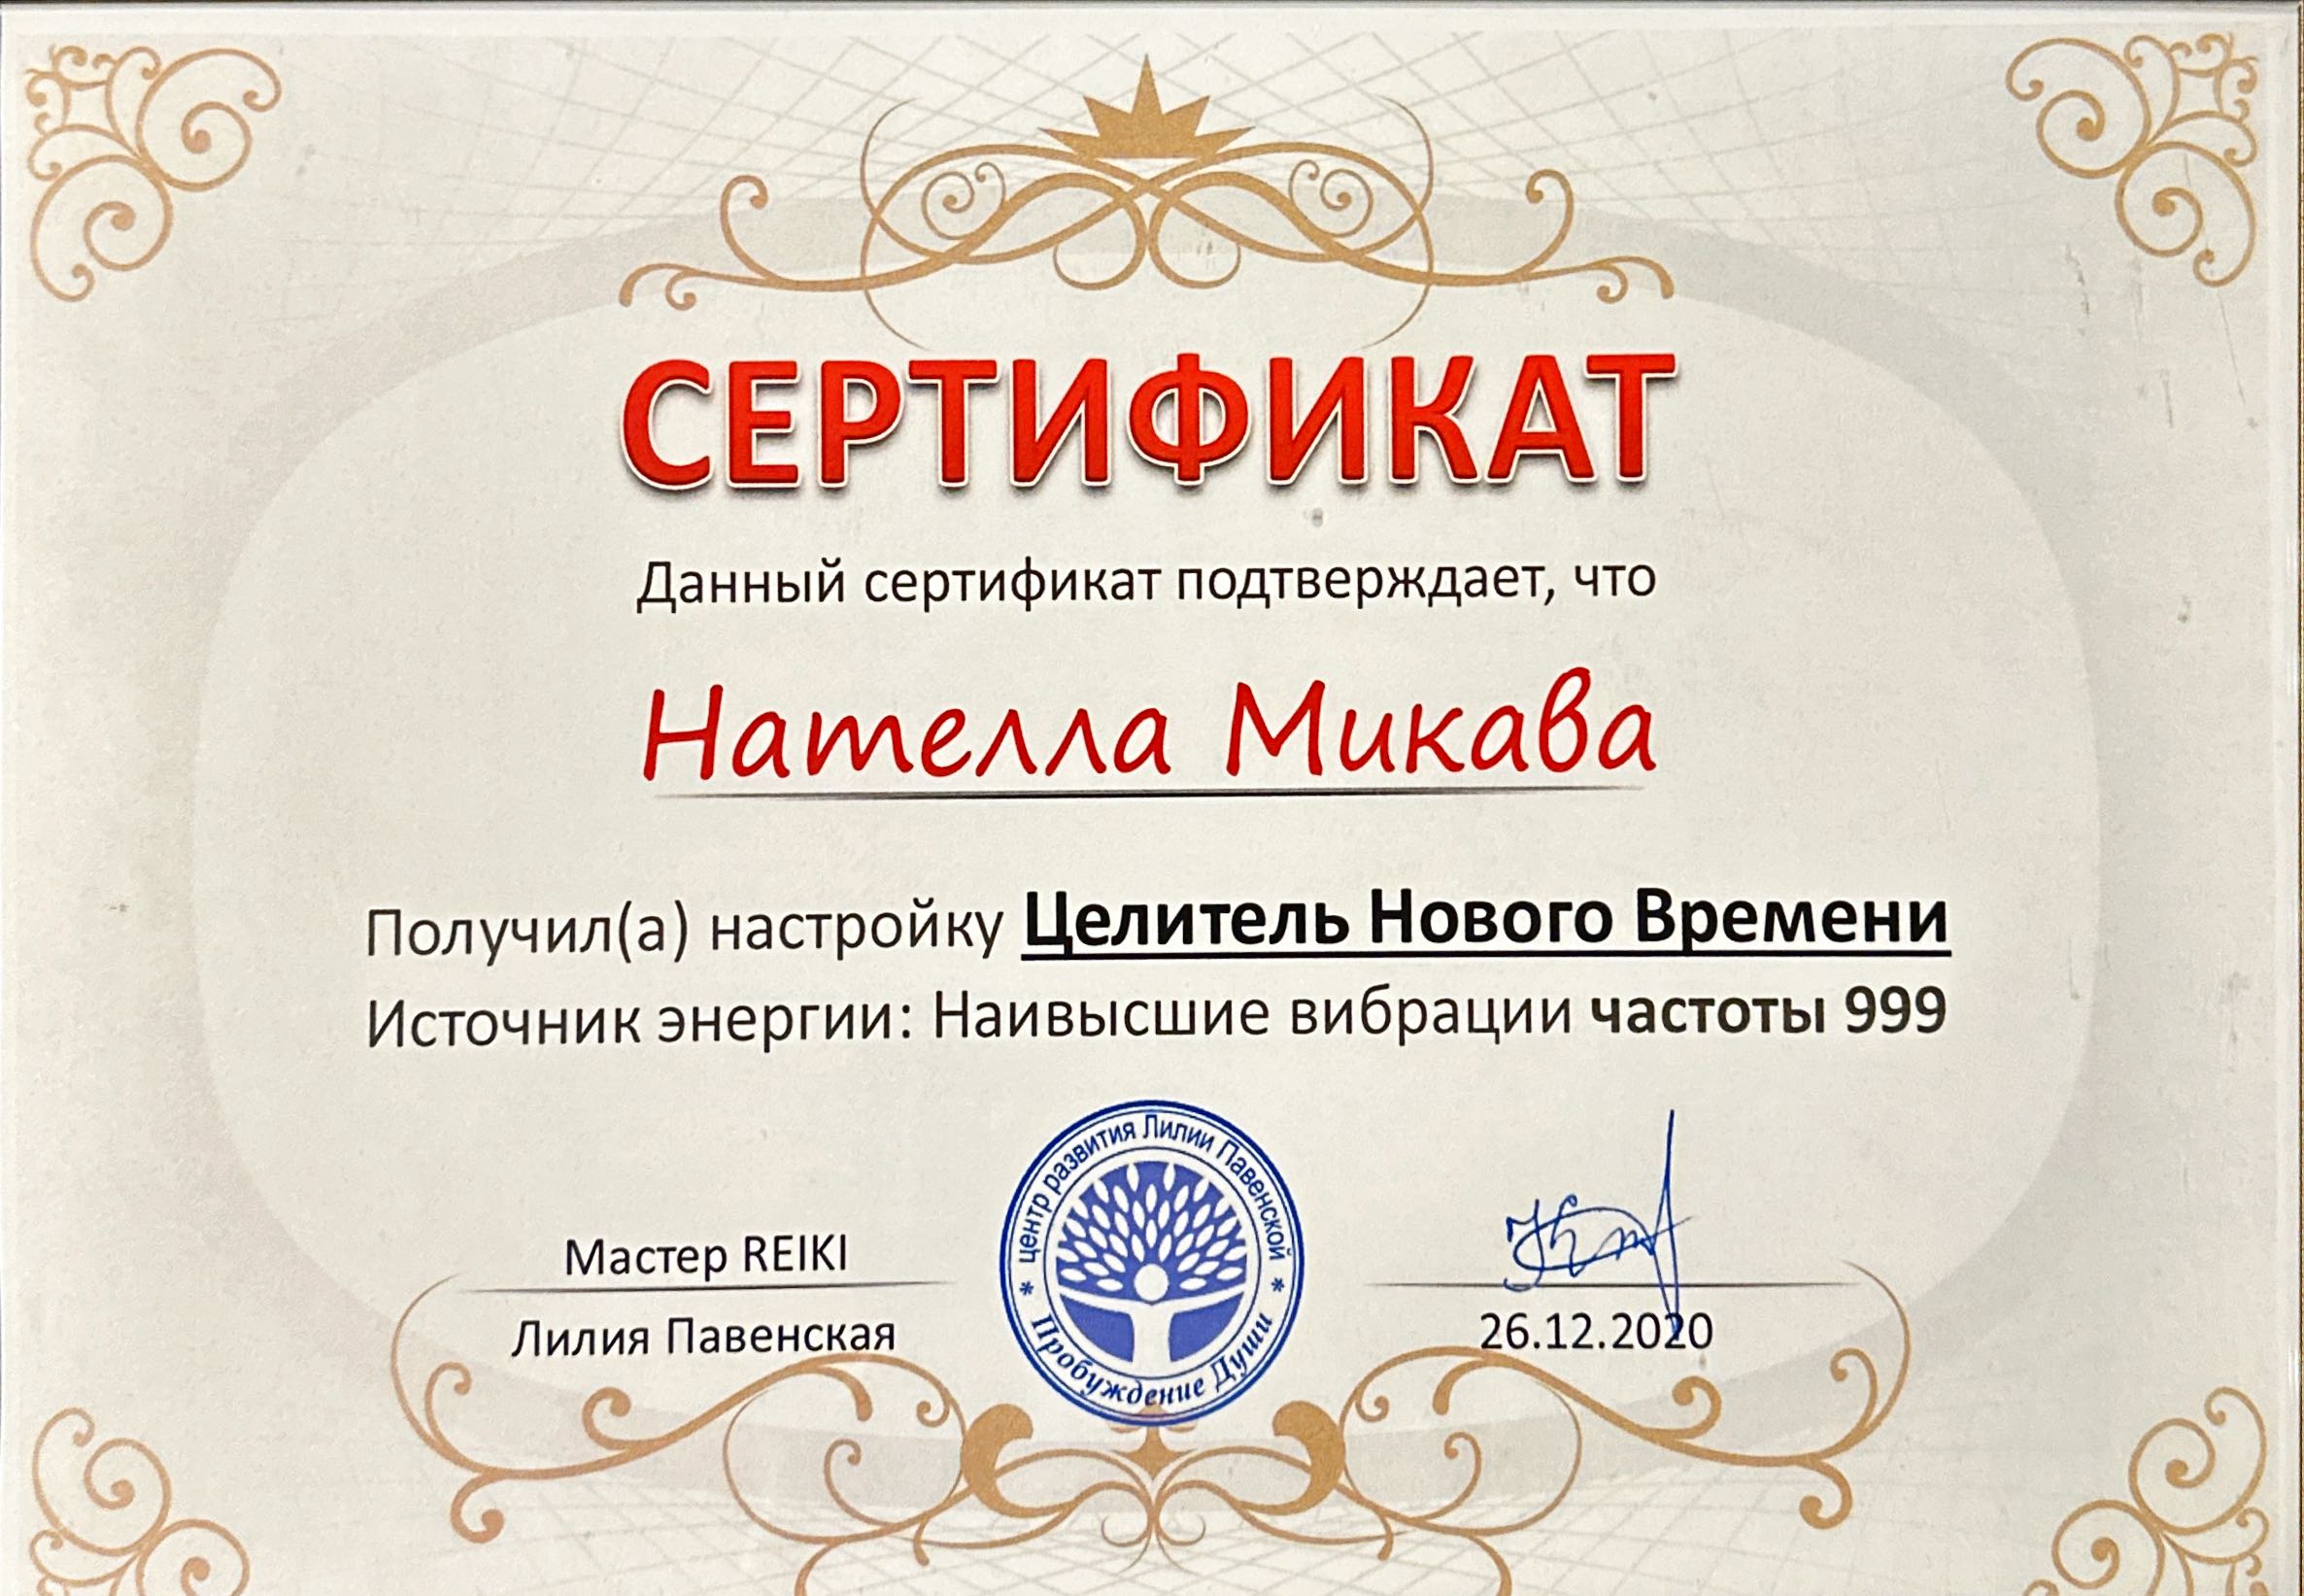 СЕРТИФИКАТ
Данный сертификат подтверждает, что
Нателла Микава
Получил(а) настройку Целитель Нового Времени
Источник энергии: Наивысшие вибрации частоты 999
Мастер REIKI
Лилия Павенская
* центр развития Лилии Павенской *
Пробуждение Души
26.12.2020